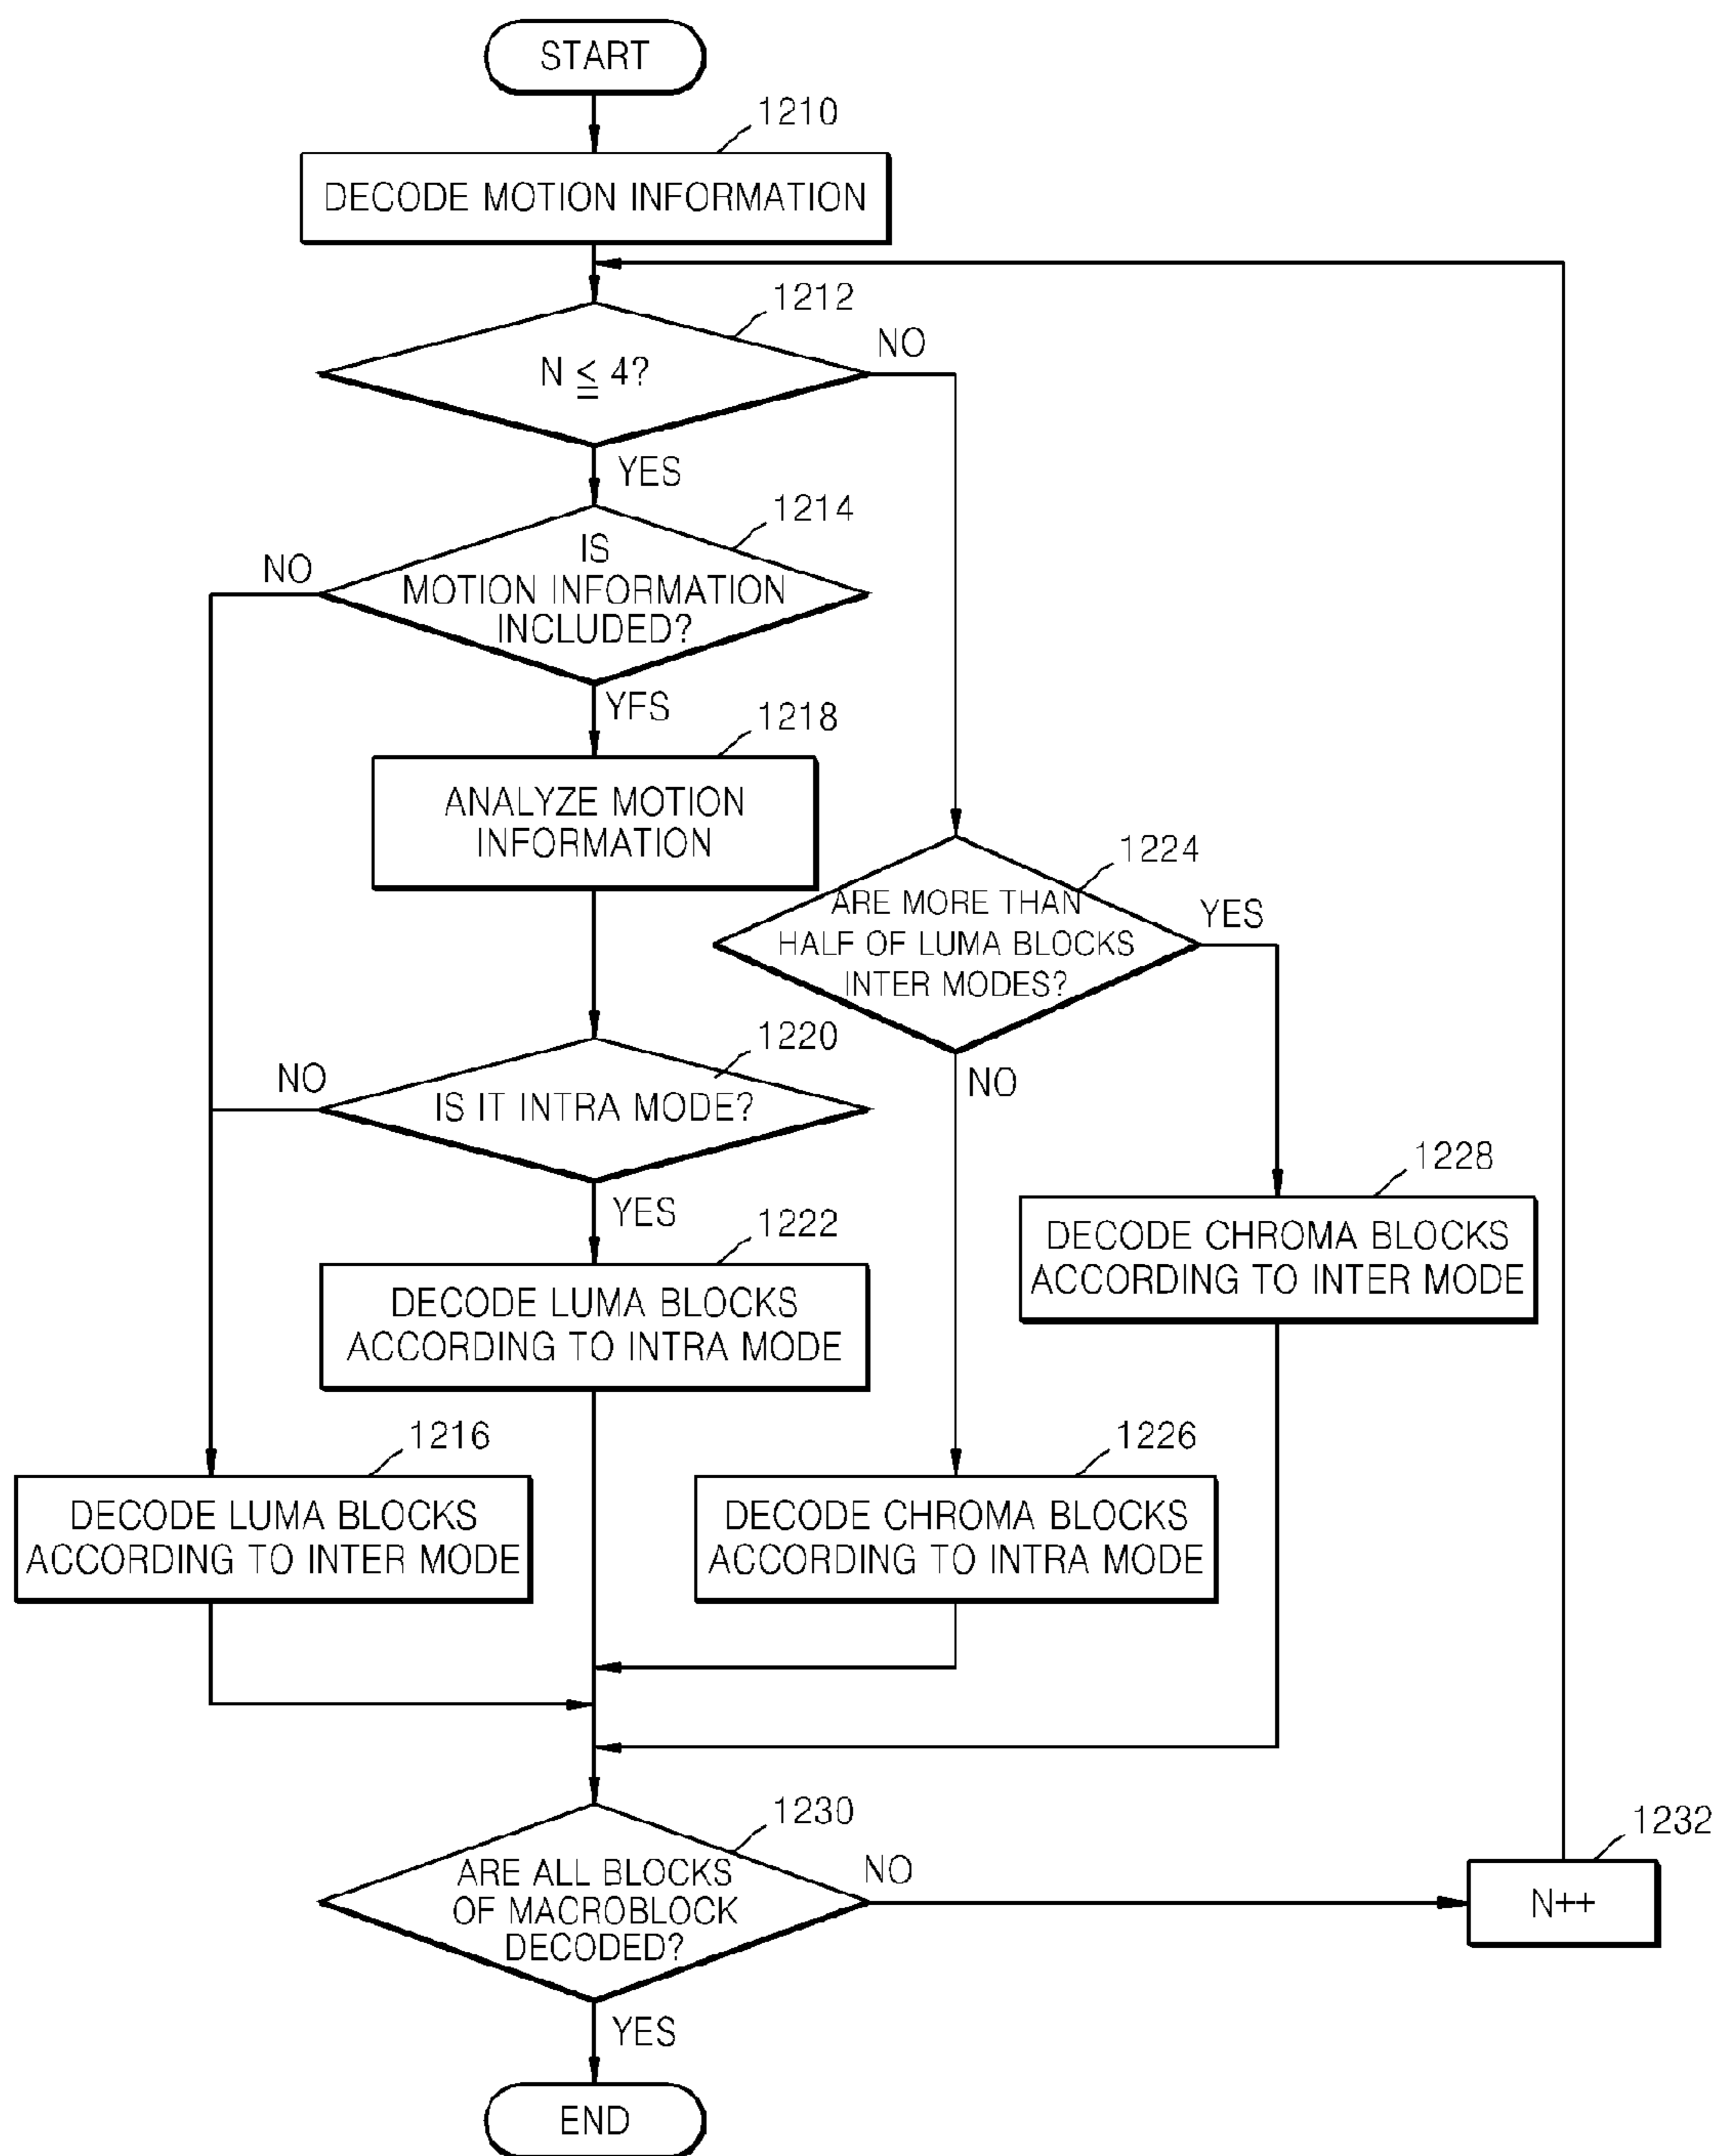 START
1210
DECODE MOTION INFORMATION
1212
N ≦ 4?
NO
YES
1214
IS
MOTION INFORMATION
INCLUDED?
NO
YFS
1218
ANALYZE MOTION
INFORMATION
1224
ARE MORE THAN
HALF OF LUMA BLOCKS
INTER MODES?
YES
NO
1220
IS IT INTRA MODE?
NO
YES
1228
DECODE CHROMA BLOCKS
ACCORDING TO INTER MODE
1222
DECODE LUMA BLOCKS
ACCORDING TO INTRA MODE
1216
DECODE LUMA BLOCKS
ACCORDING TO INTER MODE
1226
DECODE CHROMA BLOCKS
ACCORDING TO INTRA MODE
1230
ARE ALL BLOCKS
OF MACROBLOCK
DECODED?
NO
1232
N++
YES
END